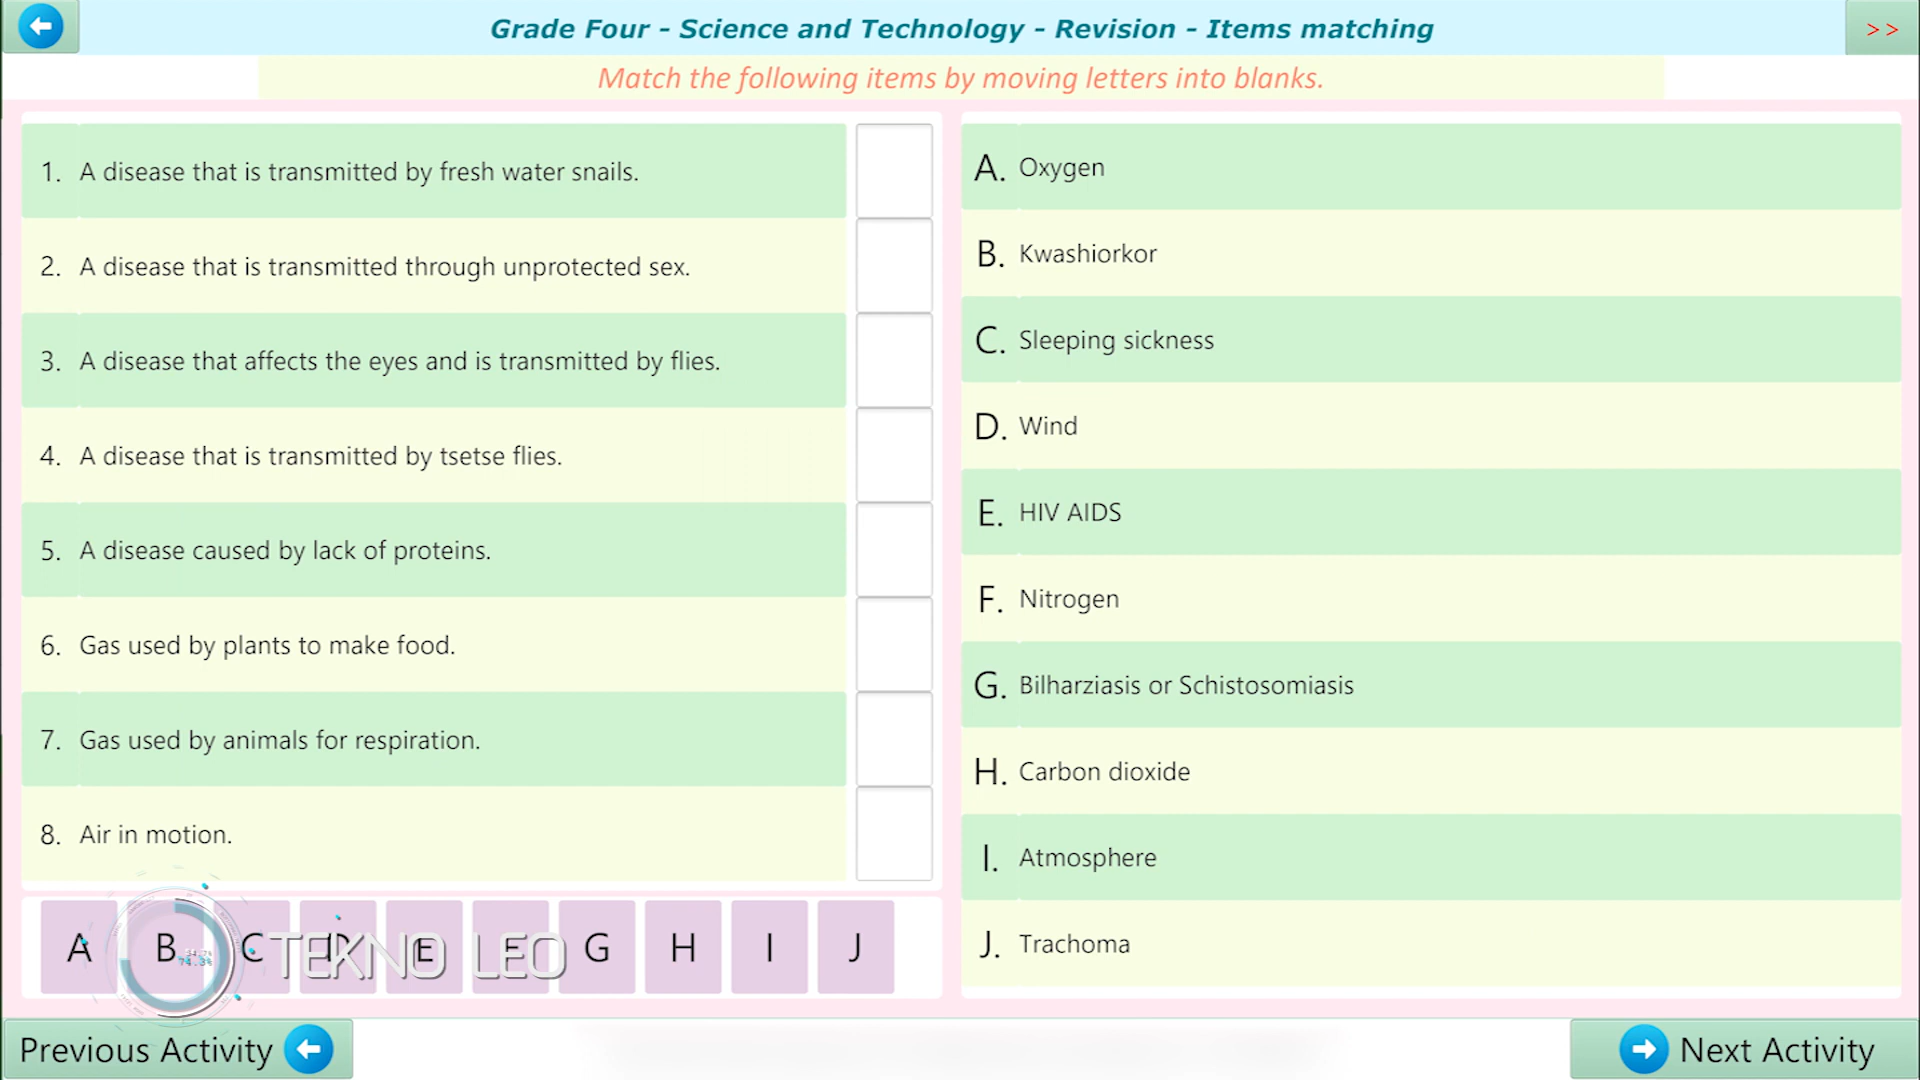 Grade Four - Science and Technology - Revision - Items matching
>>
Match the following items by moving letters into blanks.
1. A disease that is transmitted by fresh water snails.
2. A disease that is transmitted through unprotected sex.
3. A disease that affects the eyes and is transmitted by flies.
4. A disease that is transmitted by tsetse flies.
5. A disease caused by lack of proteins.
6. Gas used by plants to make food.
7. Gas used by animals for respiration.
8. Air in motion.
A. Oxygen
B. Kwashiorkor
C. Sleeping sickness
D. Wind
E. HIV AIDS
F. Nitrogen
G. Bilharziasis or Schistosomiasis
H. Carbon dioxide
I. Atmosphere
J. Trachoma
A B C D E F G H I J
TEKNO LEO
Previous Activity
Next Activity